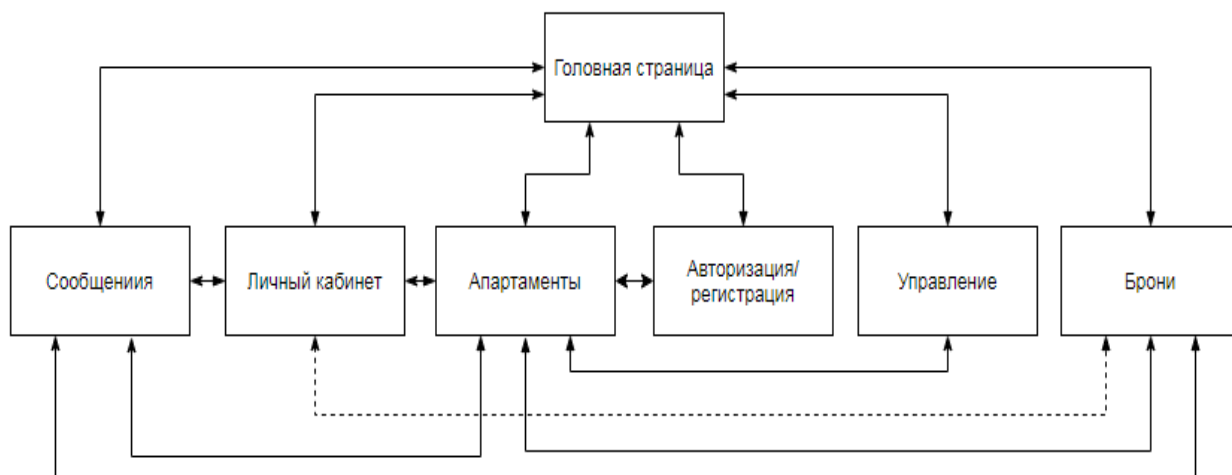 Головная страница
Сообщениия
Личный кабинет
Апартаменты
Авторизация/
регистрация
Управление
Брони